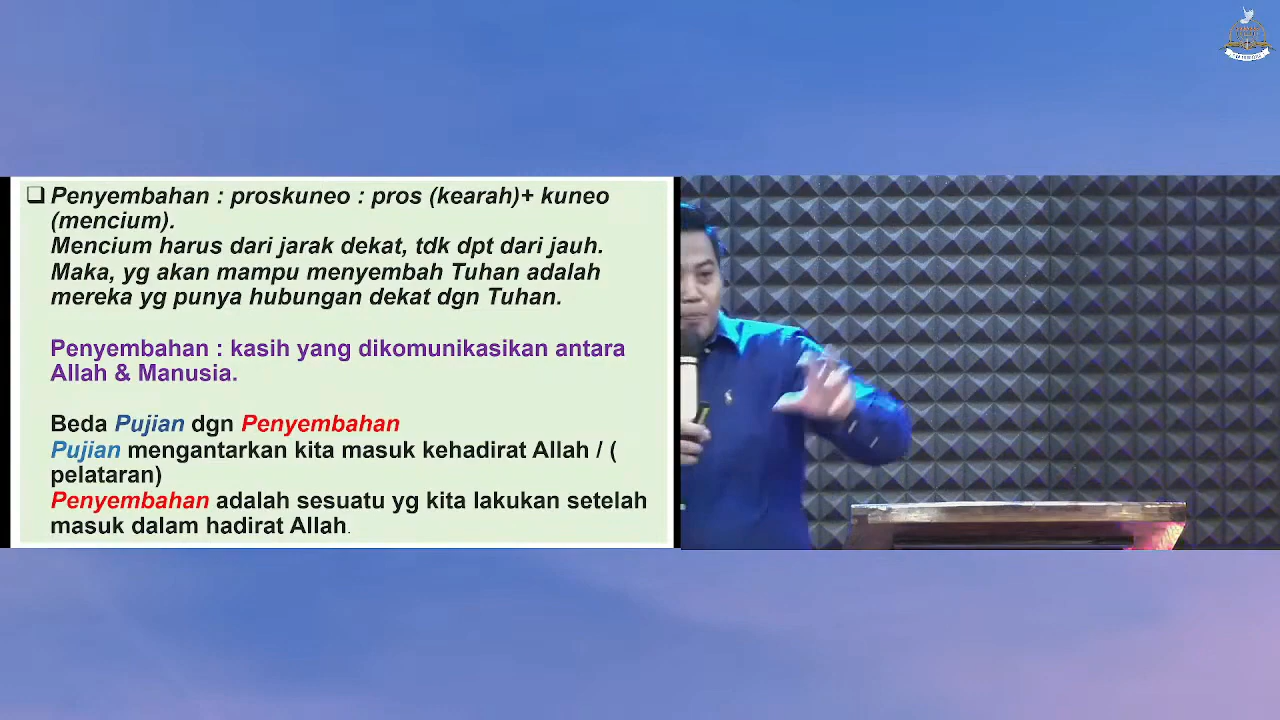 Penyembahan : proskuneo : pros (kearah)+ kuneo
(mencium).
Mencium harus dari jarak dekat, tdk dpt dari jauh.
Maka, yg akan mampu menyembah Tuhan adalah
mereka yg punya hubungan dekat dgn Tuhan.
Penyembahan : kasih yang dikomunikasikan antara
Allah & Manusia.
Beda Pujian dgn Penyembahan
Pujian mengantarkan kita masuk kehadirat Allah / (
pelataran)
Penyembahan adalah sesuatu yg kita lakukan setelah
masuk dalam hadirat Allah.